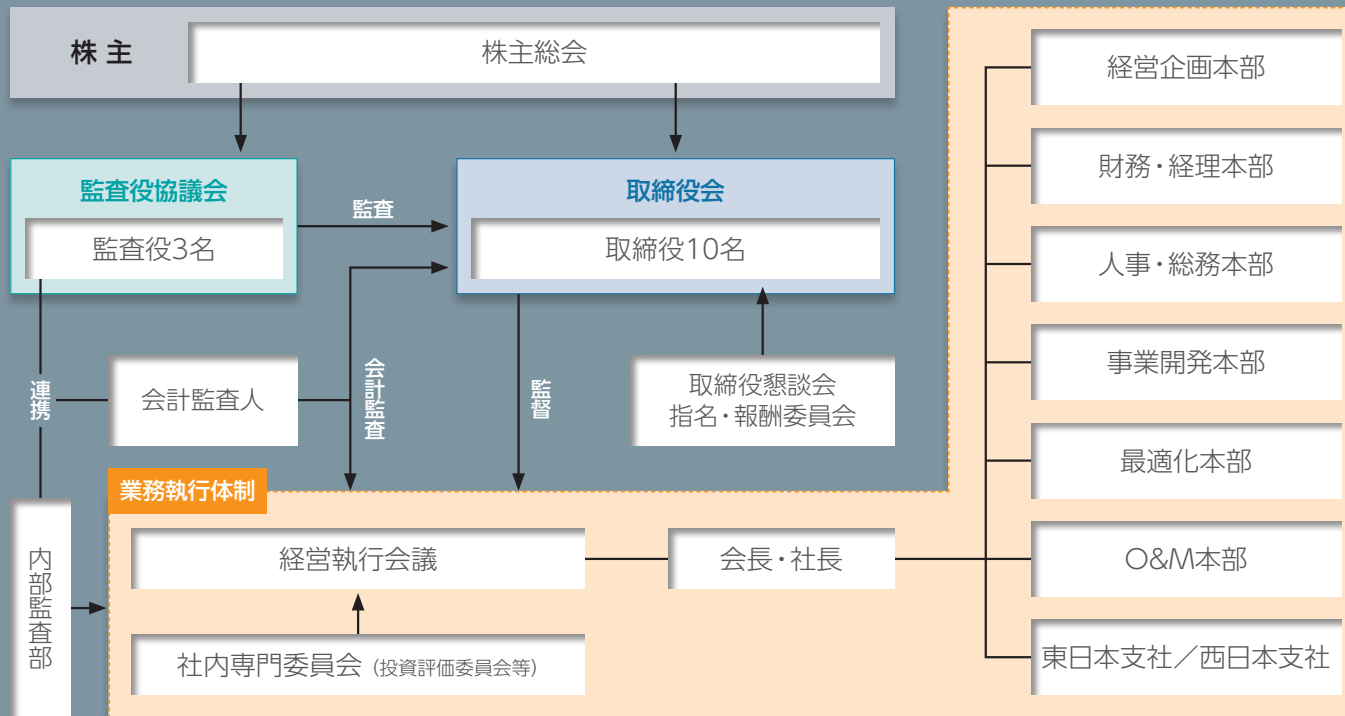 株主
株主総会
監査役協議会
監査役3名
監査
取締役会
取締役10名
連携
会計監査人
会計監査
監督
取締役懇談会
指名・報酬委員会
内部監査部
業務執行体制
経営執行会議
会長・社長
社内専門委員会（投資評価委員会等）
経営企画本部
財務・経理本部
人事・総務本部
事業開発本部
最適化本部
O&M本部
東日本支社／西日本支社